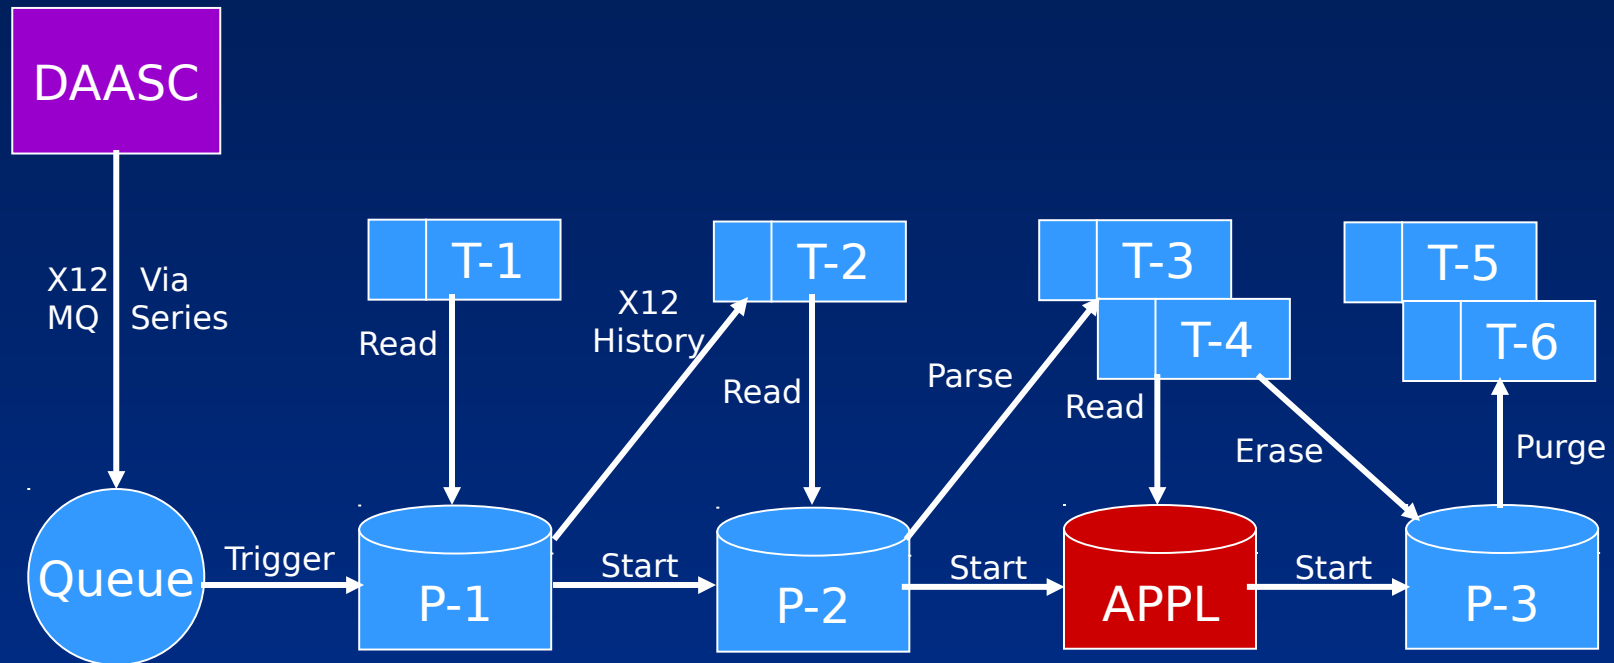 DAASC
X12 Via
MQ Series
T-1
T-2
T-3
T-4
T-5
T-6
Read
X12
History
Read
Parse
Read
Erase
Purge
Queue
Trigger
P-1
Start
P-2
Start
APPL
Start
P-3